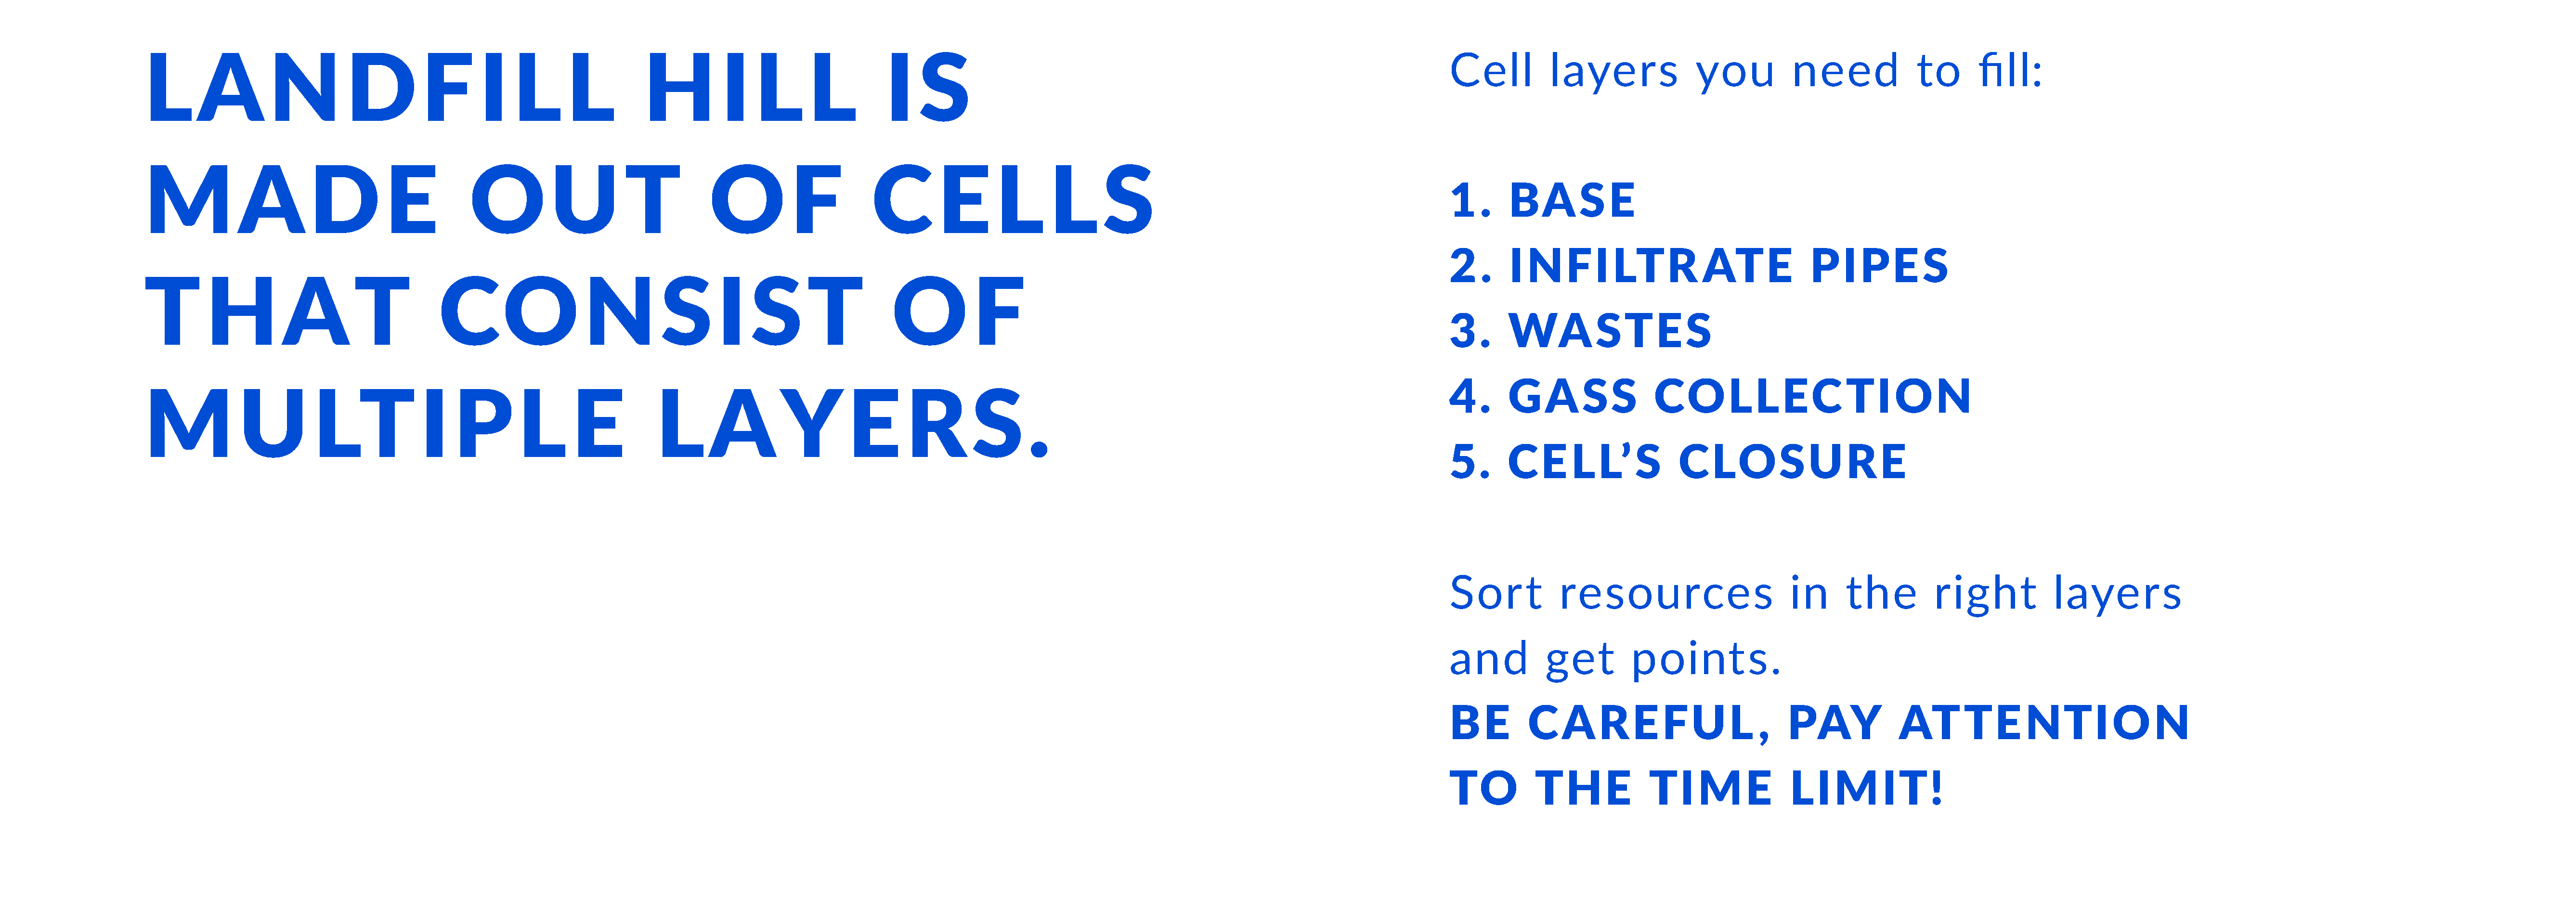 LANDFILL HILL IS
MADE OUT OF CELLS
THAT CONSIST OF
MULTIPLE LAYERS.
Cell layers you need to fill:
1. BASE
2. INFILTRATE PIPES
3. WASTES
4. GASS COLLECTION
5. CELL’S CLOSURE
Sort resources in the right layers
and get points.
BE CAREFUL, PAY ATTENTION
TO THE TIME LIMIT!